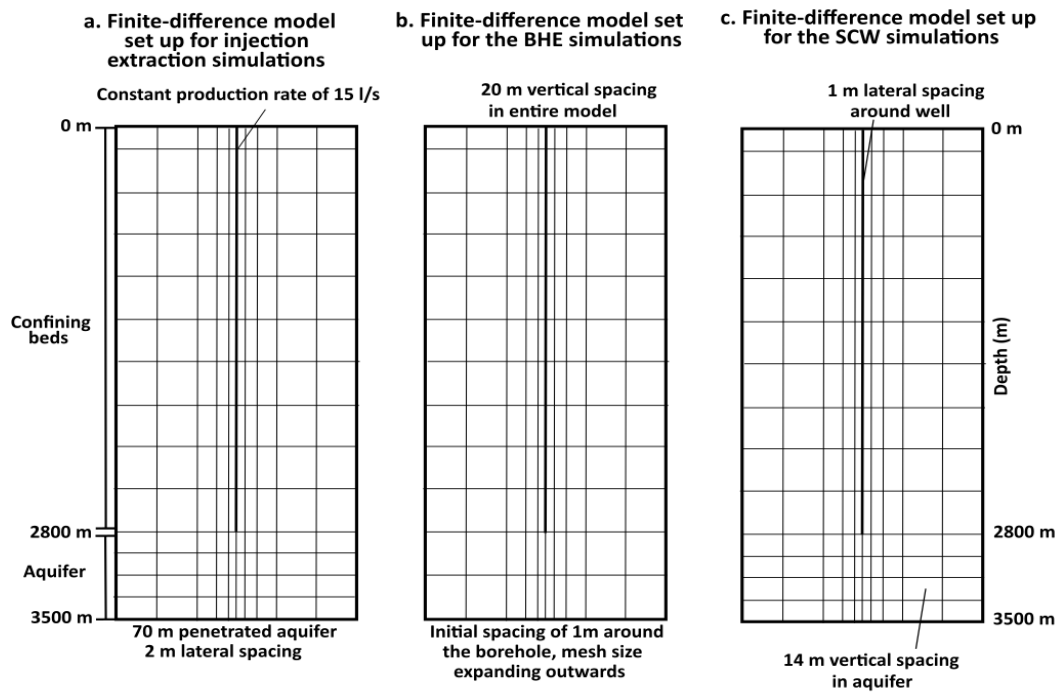 a. Finite-difference model
set up for injection
extraction simulations
Constant production rate of 15 l/s
0 m
Confining
beds
2800 m
Aquifer
3500 m
70 m penetrated aquifer
2 m lateral spacing
b. Finite-difference model set
up for the BHE simulations
20 m vertical spacing
in entire model
Initial spacing of 1m around
the borehole, mesh size
expanding outwards
c. Finite-difference model set up
for the SCW simulations
1 m lateral spacing
around well
0 m
Depth (m)
2800 m
3500 m
14 m vertical spacing
in aquifer